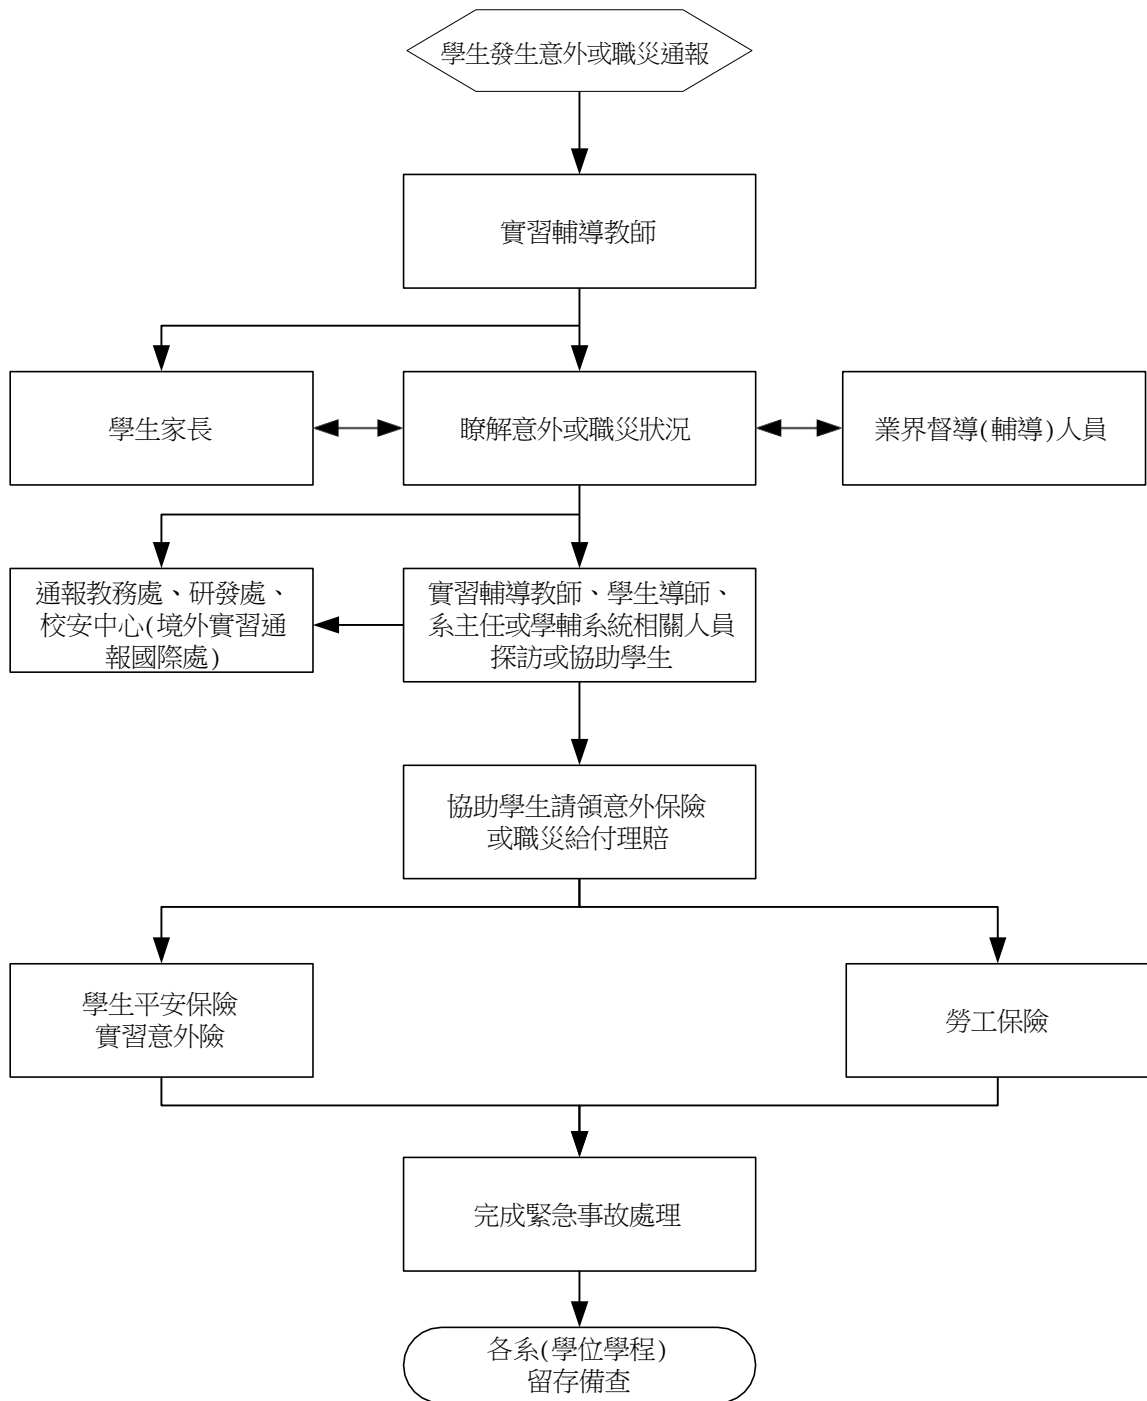 學生發生意外或職災通報
實習輔導教師
學生家長
瞭解意外或職災狀況
業界督導(輔導)人員
通報教務處、研發處、
校安中心(境外實習通
報國際處)
實習輔導教師、學生導師、
系主任或學輔系統相關人員
探訪或協助學生
協助學生請領意外保險
或職災給付理賠
學生平安保險
實習意外險
勞工保險
完成緊急事故處理
各系(學位學程)
留存備查